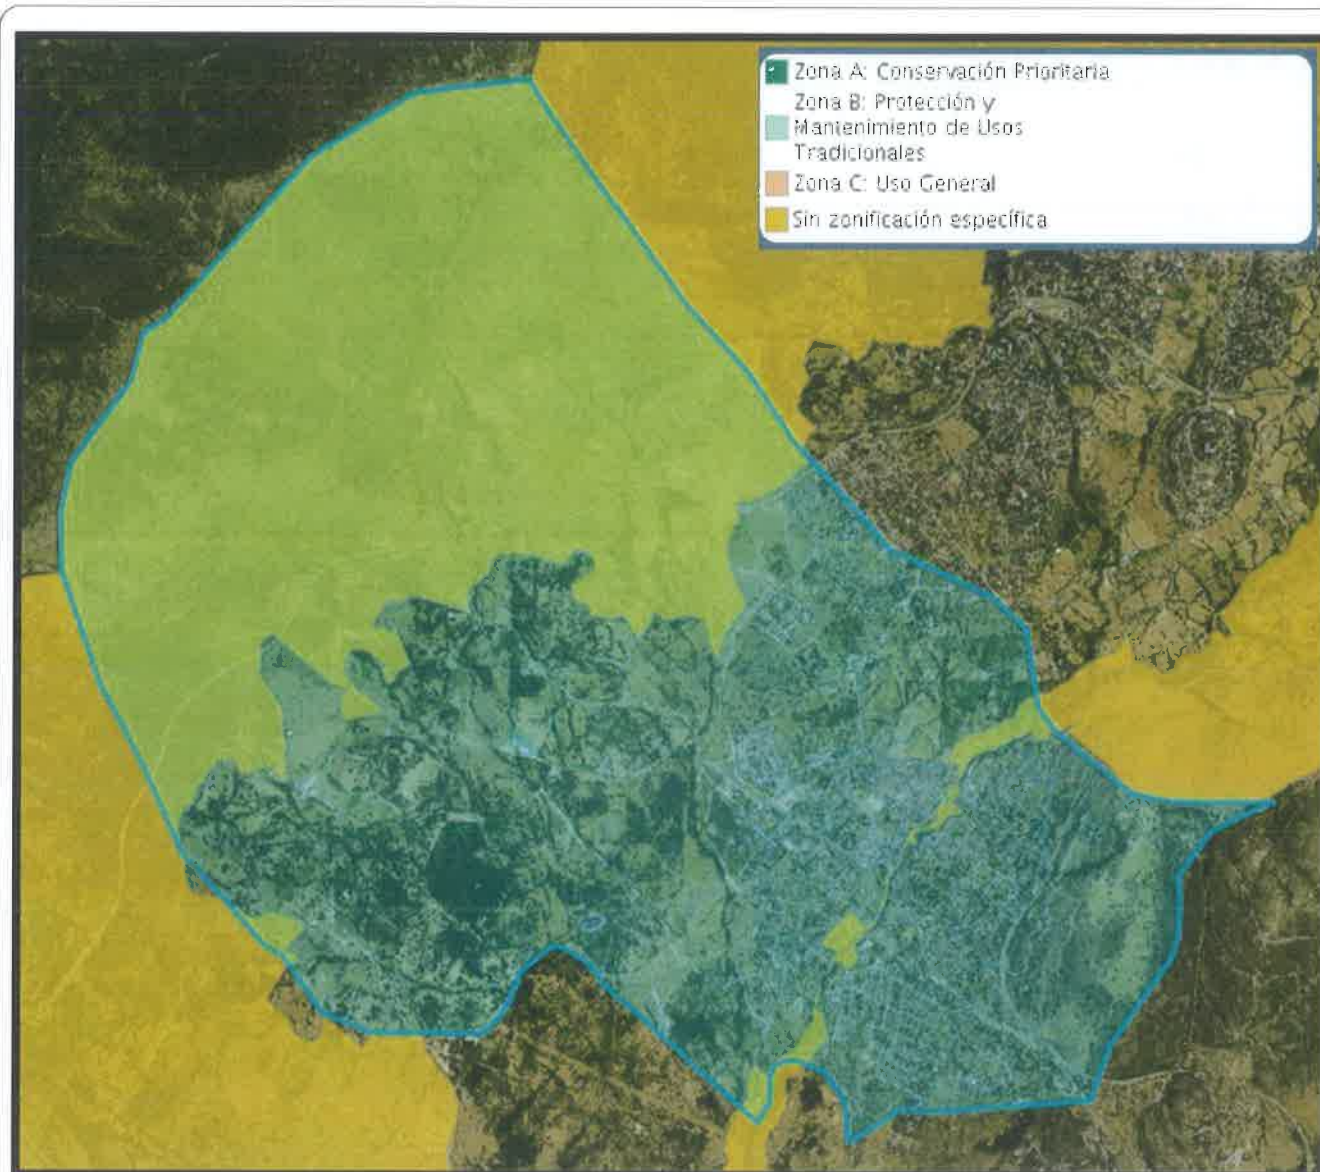 Zona A: Conservación Prioritaria
Zona B: Protección y
Mantenimiento de Usos
Tradicionales
Zona C: Uso General
Sin zonificación específica